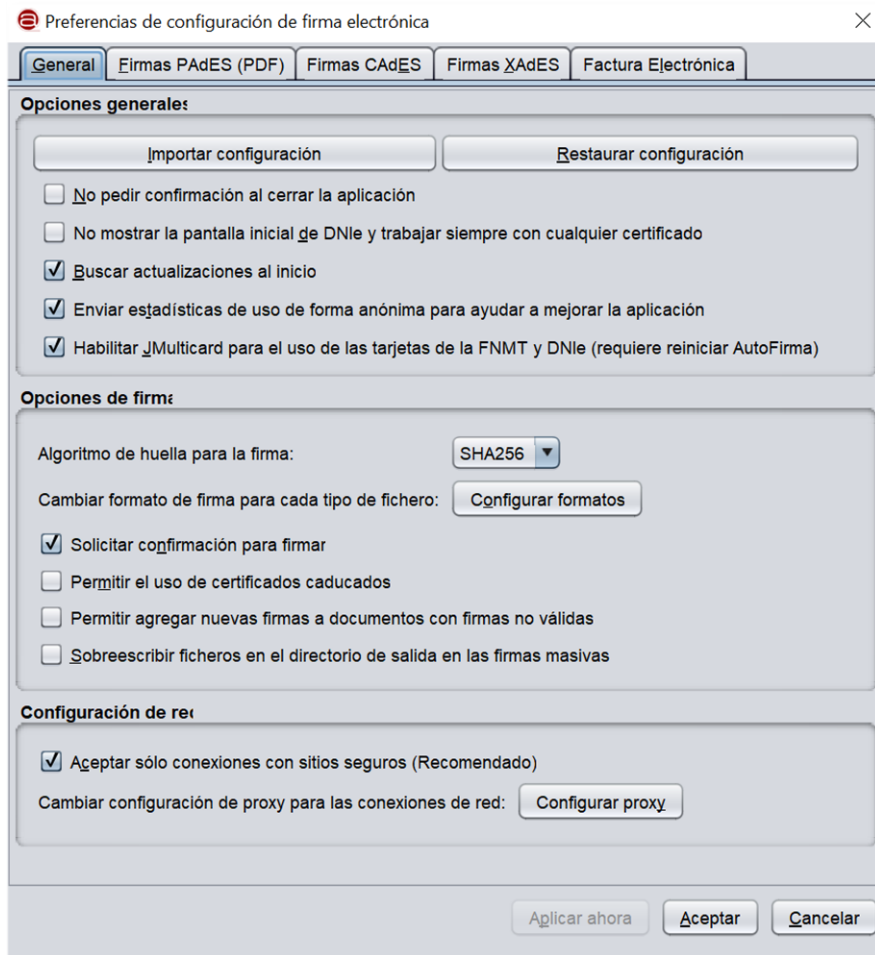 Preferencias de configuración de firma electrónica
General Firmas PAdES (PDF) Firmas CAdES Firmas XAdES Factura Electrónica
Opciones generales
Importar configuración Restaurar configuración
No pedir confirmación al cerrar la aplicación
No mostrar la pantalla inicial de DNIe y trabajar siempre con cualquier certificado
Buscar actualizaciones al inicio
Enviar estadísticas de uso de forma anónima para ayudar a mejorar la aplicación
Habilitar JMulticard para el uso de las tarjetas de la FNMT y DNIe (requiere reiniciar AutoFirma)
Opciones de firma
Algoritmo de huella para la firma: SHA256
Cambiar formato de firma para cada tipo de fichero: Configurar formatos
Solicitar confirmación para firmar
Permitir el uso de certificados caducados
Permitir agregar nuevas firmas a documentos con firmas no válidas
Sobreescribir ficheros en el directorio de salida en las firmas masivas
Configuración de red
Aceptar sólo conexiones con sitios seguros (Recomendado)
Cambiar configuración de proxy para las conexiones de red: Configurar proxy
Aplicar ahora Aceptar Cancelar